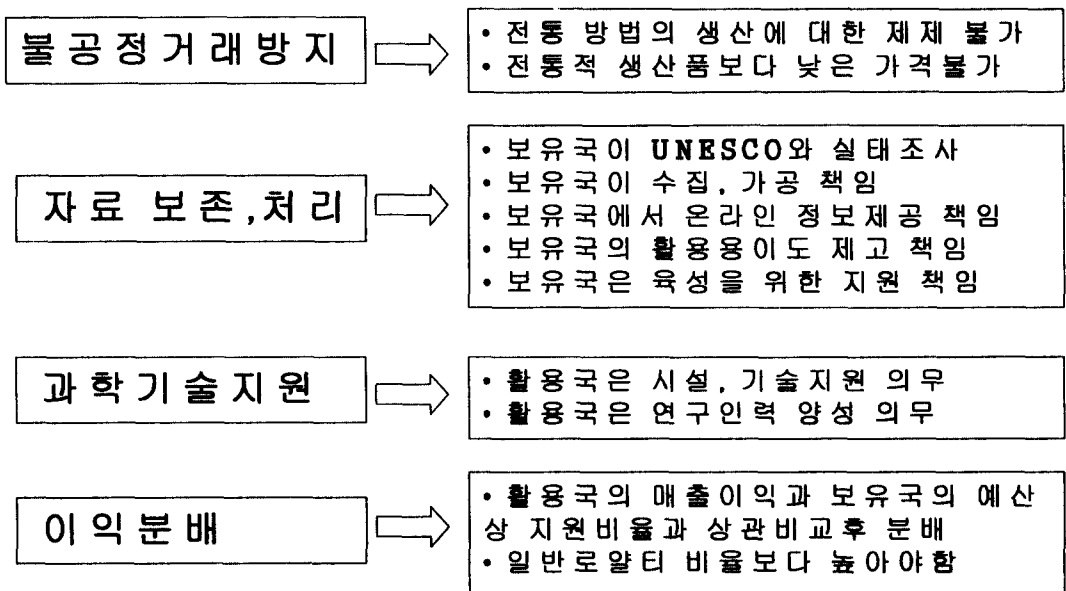 불공정거래방지
• 전통 방법의 생산에 대한 제제 불가
• 전통적 생산품보다 낮은 가격불가
자료 보존,처리
• 보유국이 UNESCO와 실태조사
• 보유국이 수집, 가공 책임
• 보유국에서 온라인 정보제공 책임
• 보유국의 활용용이도 제고 책임
• 보유국은 육성을 위한 지원 책임
과학기술지원
• 활용국은 시설, 기술지원 의무
• 활용국은 연구인력 양성 의무
이익분배
• 활용국의 매출이익과 보유국의 예산
상 지원비율과 상관비교후 분배
• 일반로얄티 비율보다 높아야함